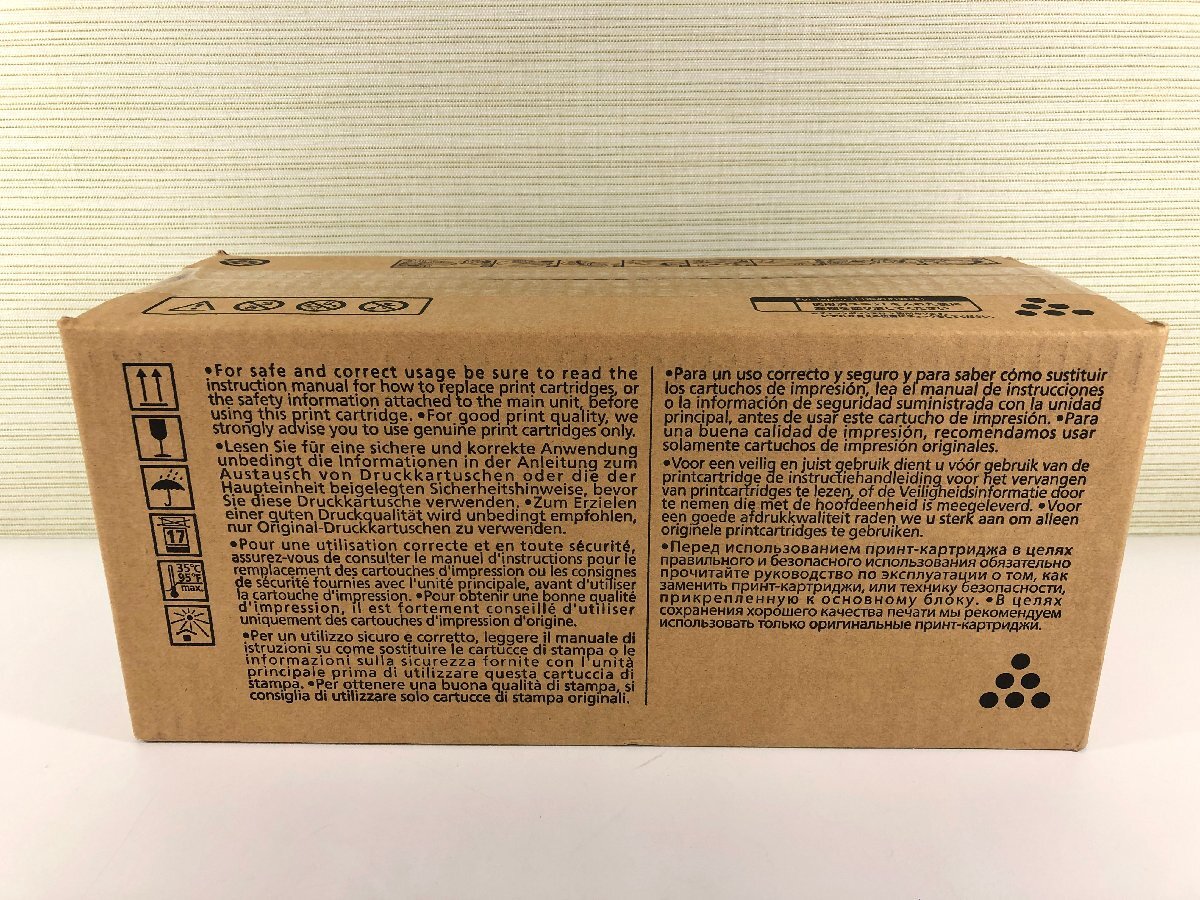 17
35°C
95°F
max.
•For safe and correct usage be sure to read the
instruction manual for how to replace print cartridges, or
the safety information attached to the main unit, before
using this print cartridge. •For good print quality, we
strongly advise you to use genuine print cartridges only.
•Lesen Sie für eine sichere und korrekte Anwendung
unbedingt die Informationen in der Anleitung zum
Austausch von Druckkartuschen oder die der
Haupteinheit beigelegten Sicherheitshinweise, bevor
Sie diese Druckkartusche verwenden. •Zum Erzielen
einer guten Druckqualität wird unbedingt empfohlen,
nur Original-Druckkartuschen zu verwenden.
•Pour une utilisation correcte et en toute sécurité,
assurez-vous de consulter le manuel d'instructions pour le
remplacement des cartouches d'impression ou les consignes
de sécurité fournies avec l'unité principale, avant d'utiliser
la cartouche d'impression. •Pour obtenir une bonne qualité
d'impression, il est fortement conseillé d'utiliser
uniquement des cartouches d'impression d'origine.
•Per un utilizzo sicuro e corretto, leggere il manuale di
istruzioni su come sostituire le cartucce di stampa o le
informazioni sulla sicurezza fornite con l'unità
principale prima di utilizzare questa cartuccia di
stampa. •Per ottenere una buona qualità di stampa, si
consiglia di utilizzare solo cartucce di stampa originali.
•Para un uso correcto y seguro y para saber cómo sustituir
los cartuchos de impresión, lea el manual de instrucciones
o la información de seguridad suministrada con la unidad
principal, antes de usar este cartucho de impresión. •Para
una buena calidad de impresión, recomendamos usar
solamente cartuchos de impresión originales.
•Voor een veilig en juist gebruik dient u vóór gebruik van de
printcartridge de instructiehandleiding voor het vervangen
van printcartridges te lezen, of de Veiligheidsinformatie door
te nemen die met de hoofdeenheid is meegeleverd. •Voor
een goede afdrukkwaliteit raden we u sterk aan om alleen
originele printcartridges te gebruiken.
•Перед использованием принт-картриджа в целях
правильного и безопасного использования обязательно
прочитайте руководство по эксплуатации о том, как
заменить принт-картриджи, или технику безопасности,
прикрепленную к основному блоку. •В целях
сохранения хорошего качества печати мы рекомендуем
использовать только оригинальные принт-картриджи.